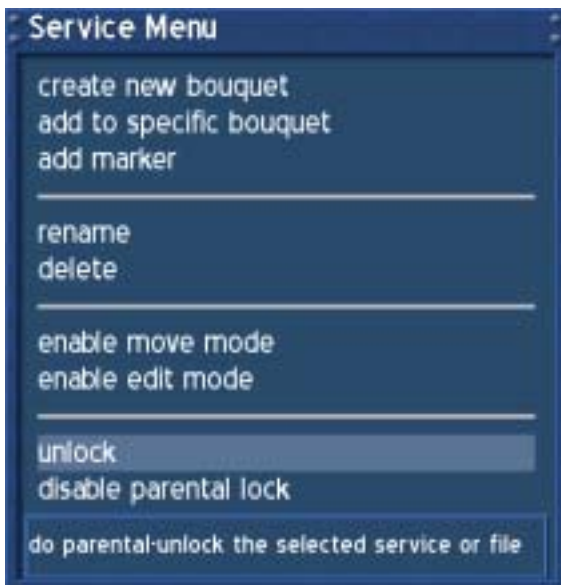 Service Menu
create new bouquet
add to specific bouquet
add marker
rename
delete
enable move mode
enable edit mode
unlock
disable parental lock
do parental-unlock the selected service or file